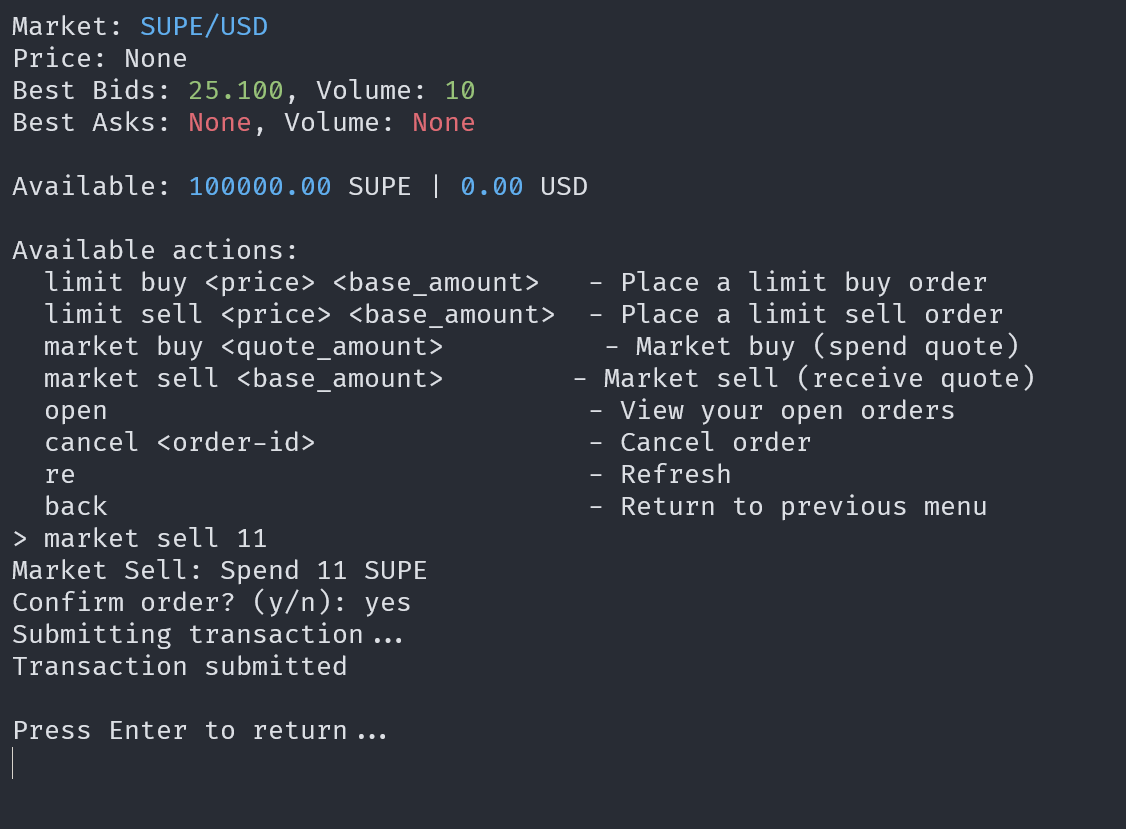 Market: SUPE/USD
Price: None
Best Bids: 25.100, Volume: 10
Best Asks: None, Volume: None
Available: 100000.00 SUPE | 0.00 USD
Available actions:
limit buy <price> <base_amount> - Place a limit buy order
limit sell <price> <base_amount> - Place a limit sell order
market buy <quote_amount> - Market buy (spend quote)
market sell <base_amount> - Market sell (receive quote)
open - View your open orders
cancel <order-id> - Cancel order
re - Refresh
back - Return to previous menu
> market sell 11
Market Sell: Spend 11 SUPE
Confirm order? (y/n): yes
Submitting transaction...
Transaction submitted
Press Enter to return...